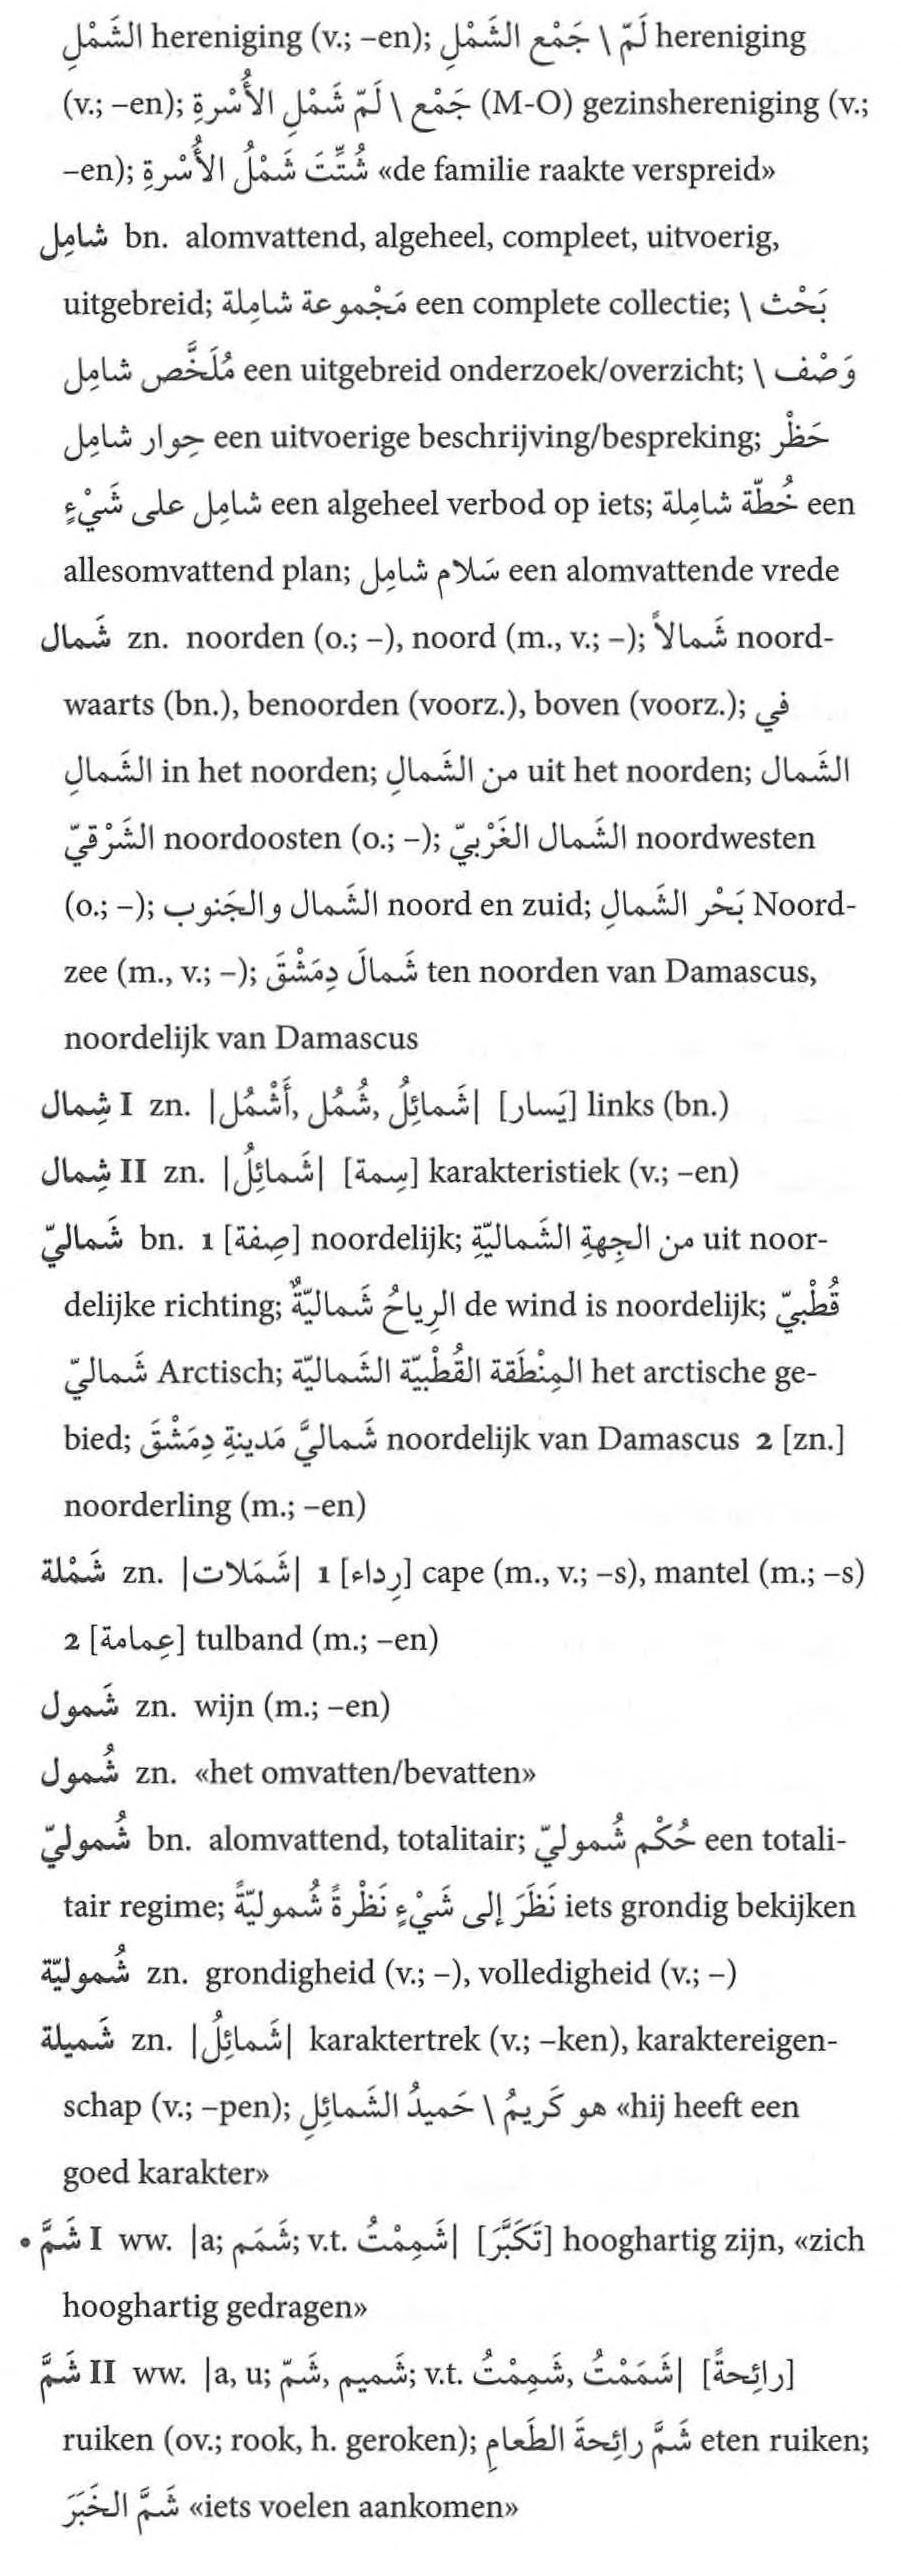 الشَّمْلِ hereniging (v.; –en); لَمّ \ جَمْع الشَّمْلِ hereniging
(v.; –en); جَمْع \ لَمّ شَمْلِ الأُسْرةِ (M-O) gezinshereniging (v.;
–en); شُتِّتَ شَمْلُ الأُسْرةِ «de familie raakte verspreid»
شامِل bn. alomvattend, algeheel, compleet, uitvoerig,
uitgebreid; مَجْموعة شامِلة een complete collectie; بَحْث \
مُلَخَّص شامِل een uitgebreid onderzoek/overzicht; وَصْف \
حِوار شامِل een uitvoerige beschrijving/bespreking; حَظْر
شامِل على شَيْءٍ een algeheel verbod op iets; خُطّة شامِلة een
allesomvattend plan; سَلام شامِل een alomvattende vrede
شَمال zn. noorden (o.; –), noord (m., v.; –); شَمالاً noord-
waarts (bn.), benoorden (voorz.), boven (voorz.); في
الشَّمالِ in het noorden; من الشَّمالِ uit het noorden; الشَّمال
الشَّرْقيّ noordoosten (o.; –); الشَّمال الغَرْبيّ noordwesten
(o.; –); الشَّمال والجَنوب noord en zuid; بَحْر الشَّمالِ Noord-
zee (m., v.; –); شَمالَ دِمَشْقَ ten noorden van Damascus,
noordelijk van Damascus
شِمال I zn. |أَشْمُل, شُمُل, شَمائِلُ| [يَسار] links (bn.)
شِمال II zn. |شَمائِلُ| [سِمة] karakteristiek (v.; –en)
شَماليّ bn. 1 [صِفة] noordelijk; من الجِهةِ الشَّماليّةِ uit noor-
delijke richting; الرِياحُ شَماليّةٌ de wind is noordelijk; قُطْبيّ
شَماليّ Arctisch; المِنْطَقة القُطْبيّة الشَّماليّة het arctische ge-
bied; شَماليَّ مَدينةِ دِمَشْقَ noordelijk van Damascus 2 [zn.]
noorderling (m.; –en)
شَمْلة zn. |شَمَلات| 1 [رِداء] cape (m., v.; –s), mantel (m.; –s)
2 [عِمامة] tulband (m.; –en)
شَمول zn. wijn (m.; –en)
شُمول zn. «het omvatten/bevatten»
شُموليّ bn. alomvattend, totalitair; حُكْم شُموليّ een totali-
tair regime; نَظَرَ إلى شَيْءٍ نَظْرةً شُموليّةً iets grondig bekijken
شُموليّة zn. grondigheid (v.; –), volledigheid (v.; –)
شَميلة zn. |شَمائِلُ| karaktertrek (v.; –ken), karaktereigen-
schap (v.; –pen); هو كَريمُ \ حَميدُ الشَّمائِلِ «hij heeft een
goed karakter»
• شَمَّ I ww. |a; شَمَم; v.t. شَمِمْتُ| [تَكَبَّرَ] hooghartig zijn, «zich
hooghartig gedragen»
شَمَّ II ww. |a, u; شَمّ, شَميم; v.t. شَمِمْتُ, شَمَمْتُ| [رائِحةً]
ruiken (ov.; rook, h. geroken); شَمَّ رائِحةَ الطَعامِ eten ruiken;
شَمَّ الخَبَرَ «iets voelen aankomen»